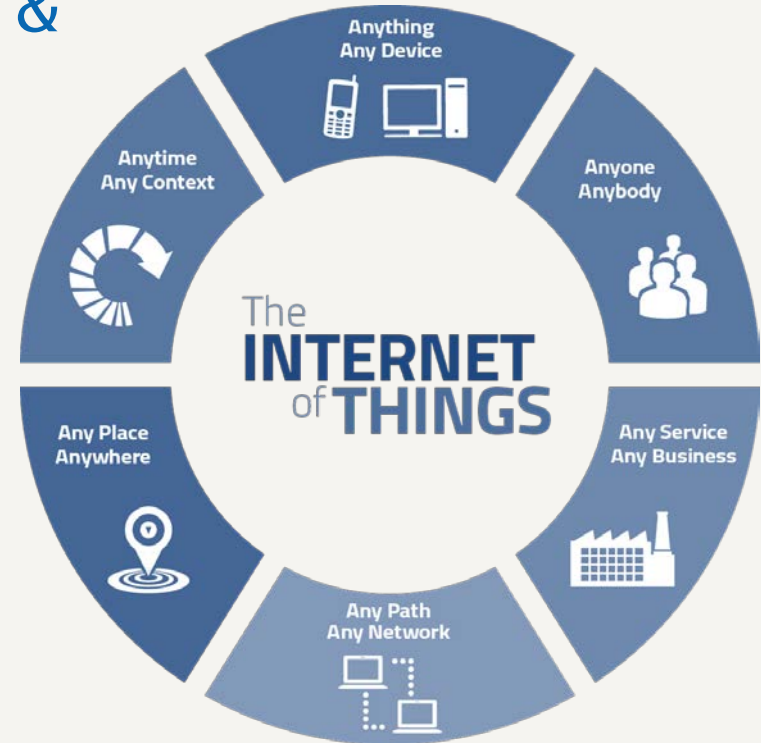 &
Anything
Any Device
Anytime
Any Context
Anyone
Anybody
The
INTERNET
of THINGS
Any Place
Anywhere
Any Service
Any Business
Any Path
Any Network